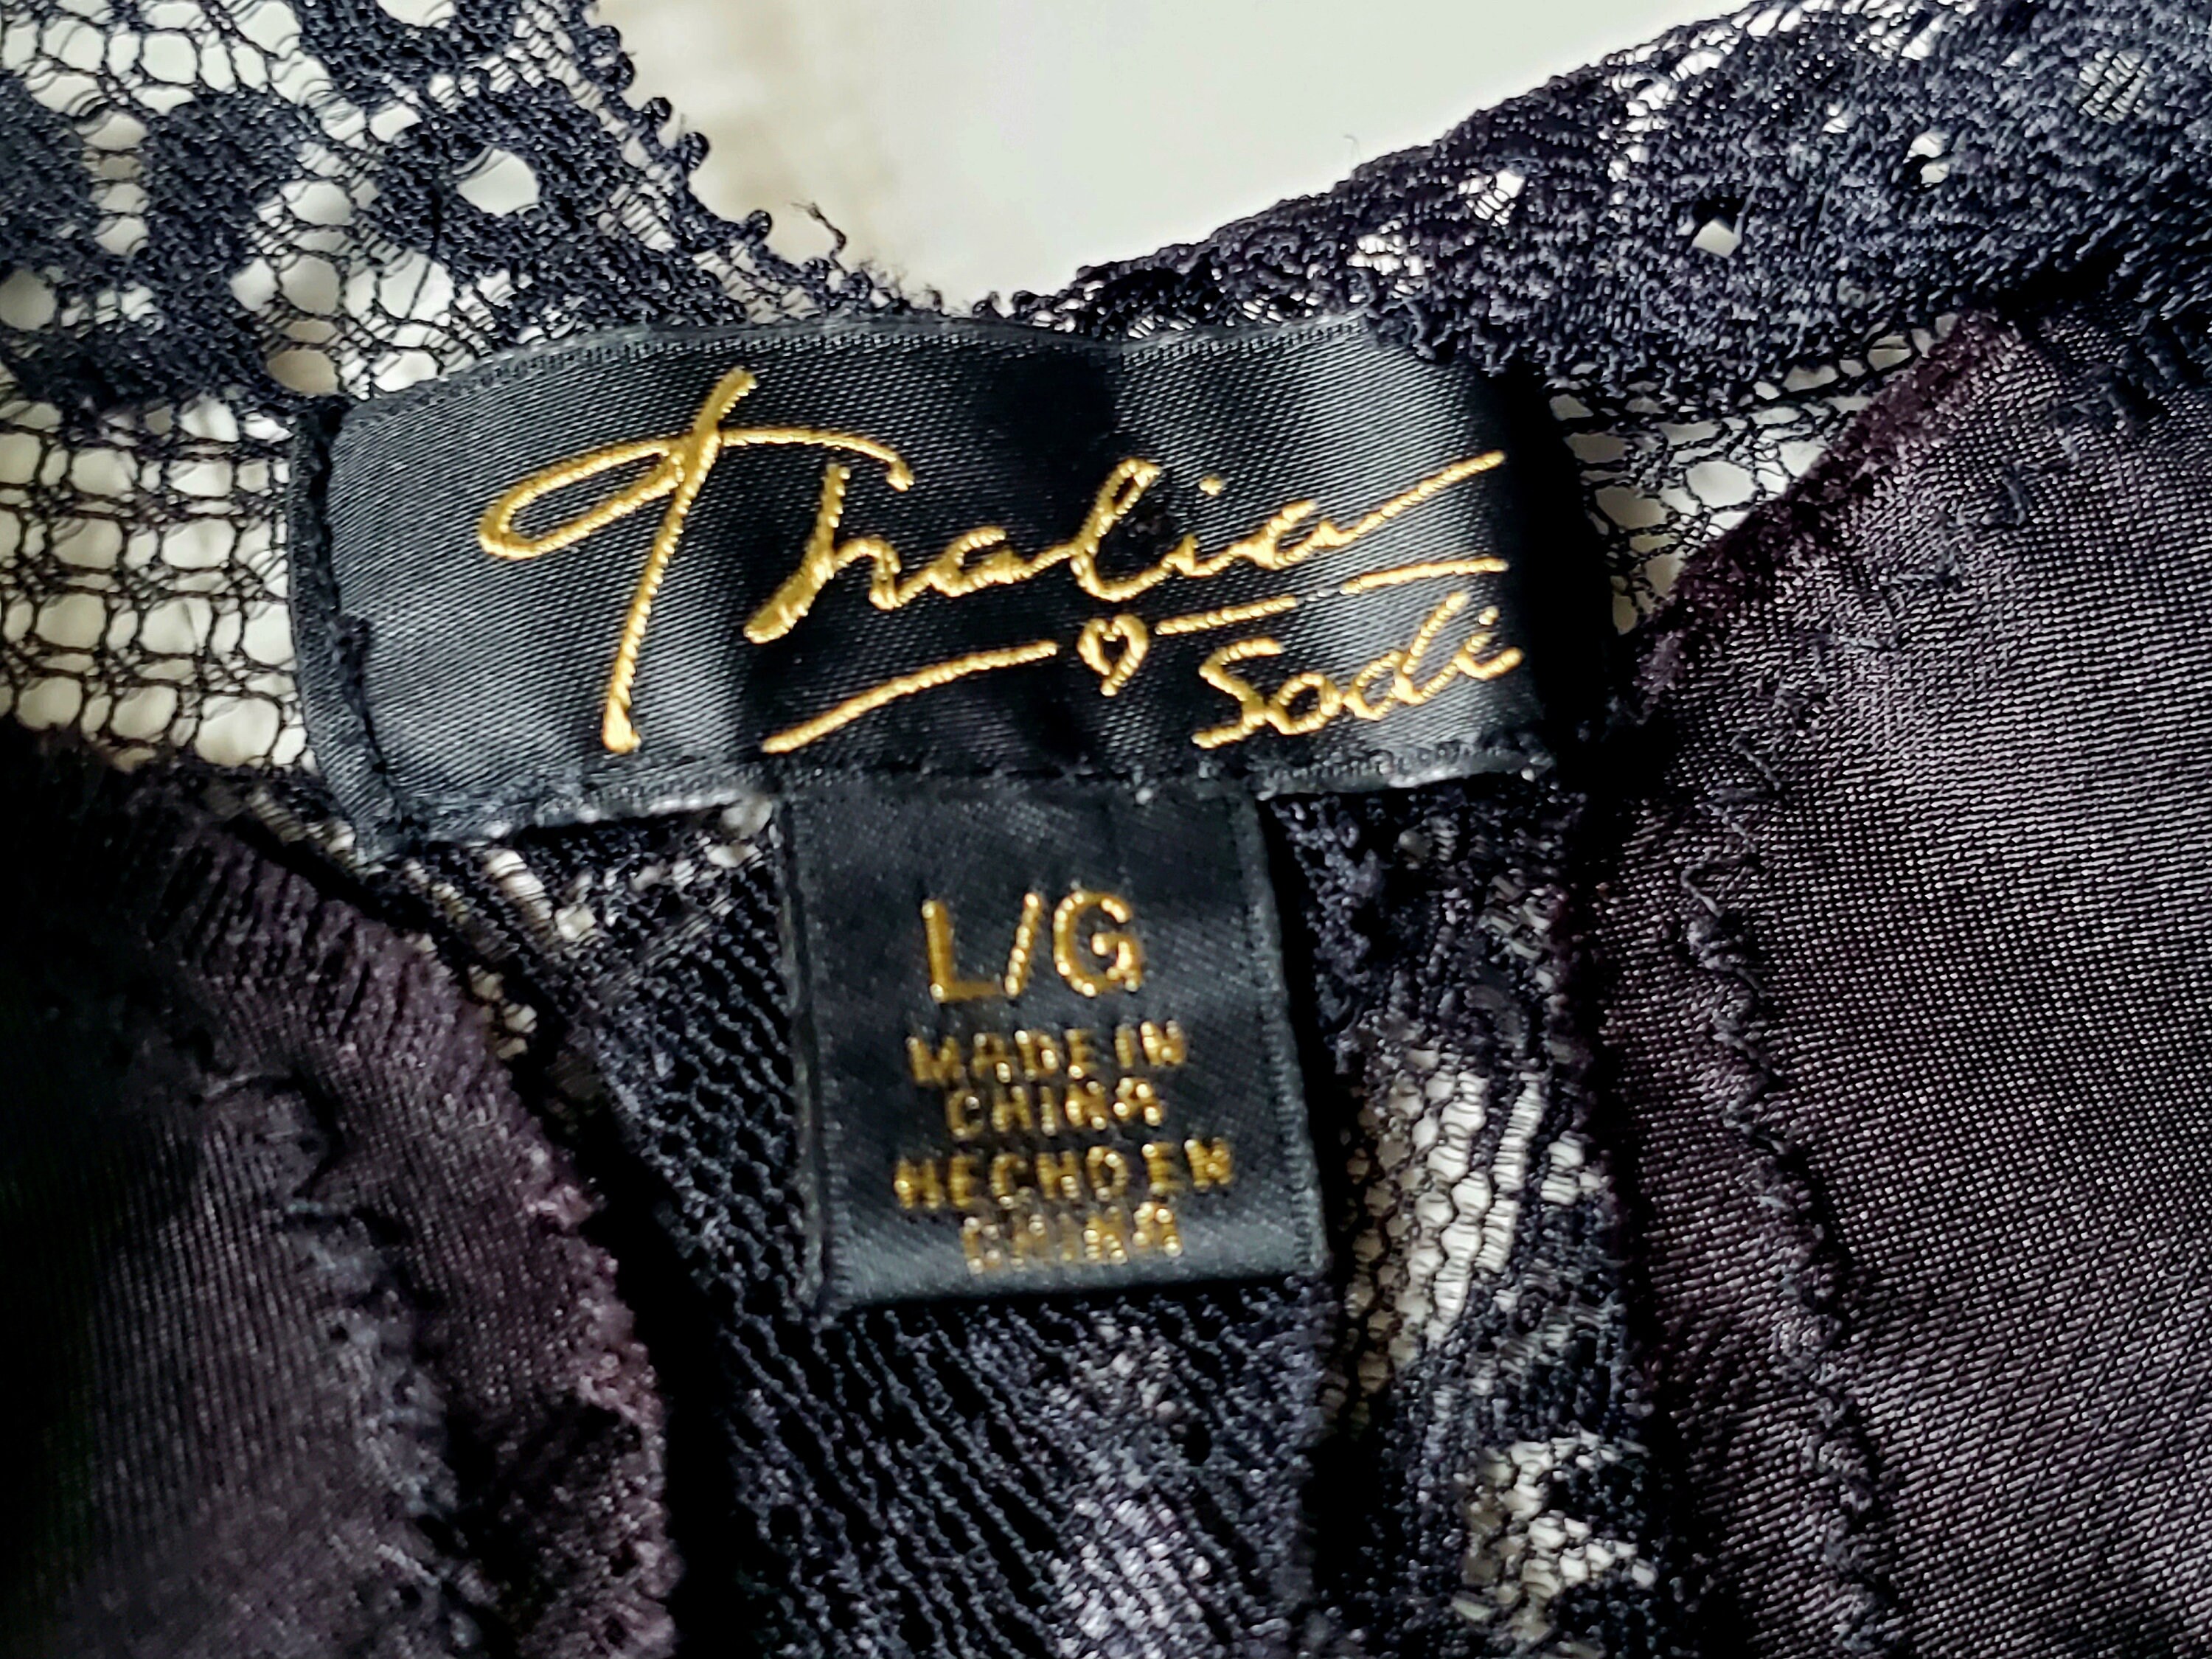 Thalia
Sodi
L/G
MADE IN
CHINA
HECHO EN
CHINA